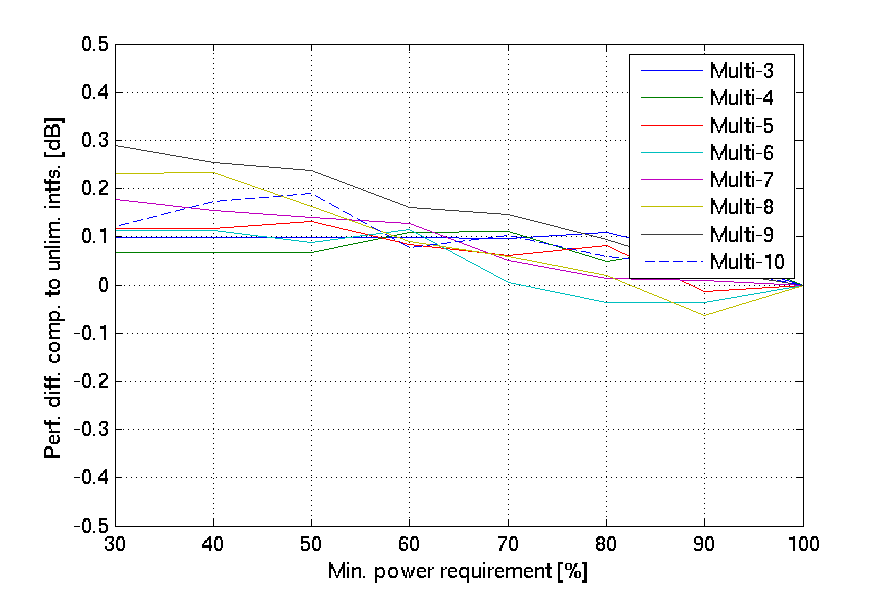 0.5
0.4
0.3
0.2
0.1
0
-0.1
-0.2
-0.3
-0.4
-0.5
Perf. diff. comp. to unlim. intfs. [dB]
Multi-3
Multi-4
Multi-5
Multi-6
Multi-7
Multi-8
Multi-9
Multi-10
30 40 50 60 70 80 90 100
Min. power requirement [%]